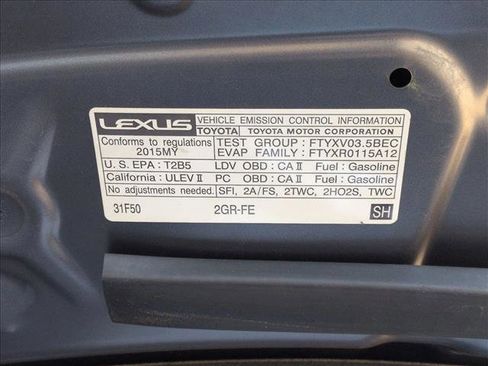 LEXUS VEHICLE EMISSION CONTROL INFORMATION
TOYOTA TOYOTA MOTOR CORPORATION
Conforms to regulations TEST GROUP : FTYXV03.5BEC
2015MY EVAP FAMILY : FTYXR0115A12
U. S. EPA : T2B5 LDV OBD : CA II Fuel : Gasoline
California : ULEV II PC OBD : CA II Fuel : Gasoline
No adjustments needed. SFI, 2A/FS, 2TWC, 2HO2S, TWC
31F50 2GR-FE SH